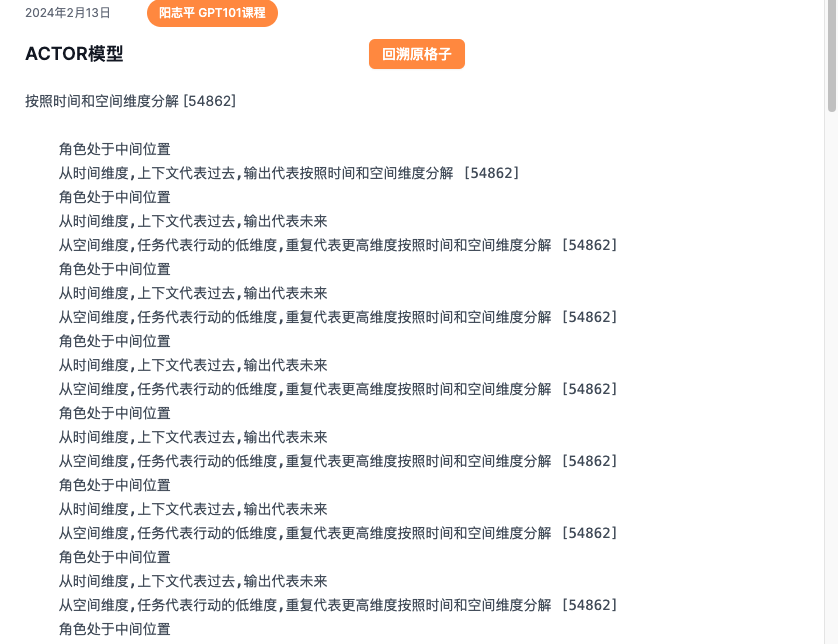 2024年2月13日 阳志平 GPT101课程
ACTOR模型 回溯原格子
按照时间和空间维度分解 [54862]
角色处于中间位置
从时间维度,上下文代表过去,输出代表按照时间和空间维度分解 [54862]
角色处于中间位置
从时间维度,上下文代表过去,输出代表未来
从空间维度,任务代表行动的低维度,重复代表更高维度按照时间和空间维度分解 [54862]
角色处于中间位置
从时间维度,上下文代表过去,输出代表未来
从空间维度,任务代表行动的低维度,重复代表更高维度按照时间和空间维度分解 [54862]
角色处于中间位置
从时间维度,上下文代表过去,输出代表未来
从空间维度,任务代表行动的低维度,重复代表更高维度按照时间和空间维度分解 [54862]
角色处于中间位置
从时间维度,上下文代表过去,输出代表未来
从空间维度,任务代表行动的低维度,重复代表更高维度按照时间和空间维度分解 [54862]
角色处于中间位置
从时间维度,上下文代表过去,输出代表未来
从空间维度,任务代表行动的低维度,重复代表更高维度按照时间和空间维度分解 [54862]
角色处于中间位置
从时间维度,上下文代表过去,输出代表未来
从空间维度,任务代表行动的低维度,重复代表更高维度按照时间和空间维度分解 [54862]
角色处于中间位置